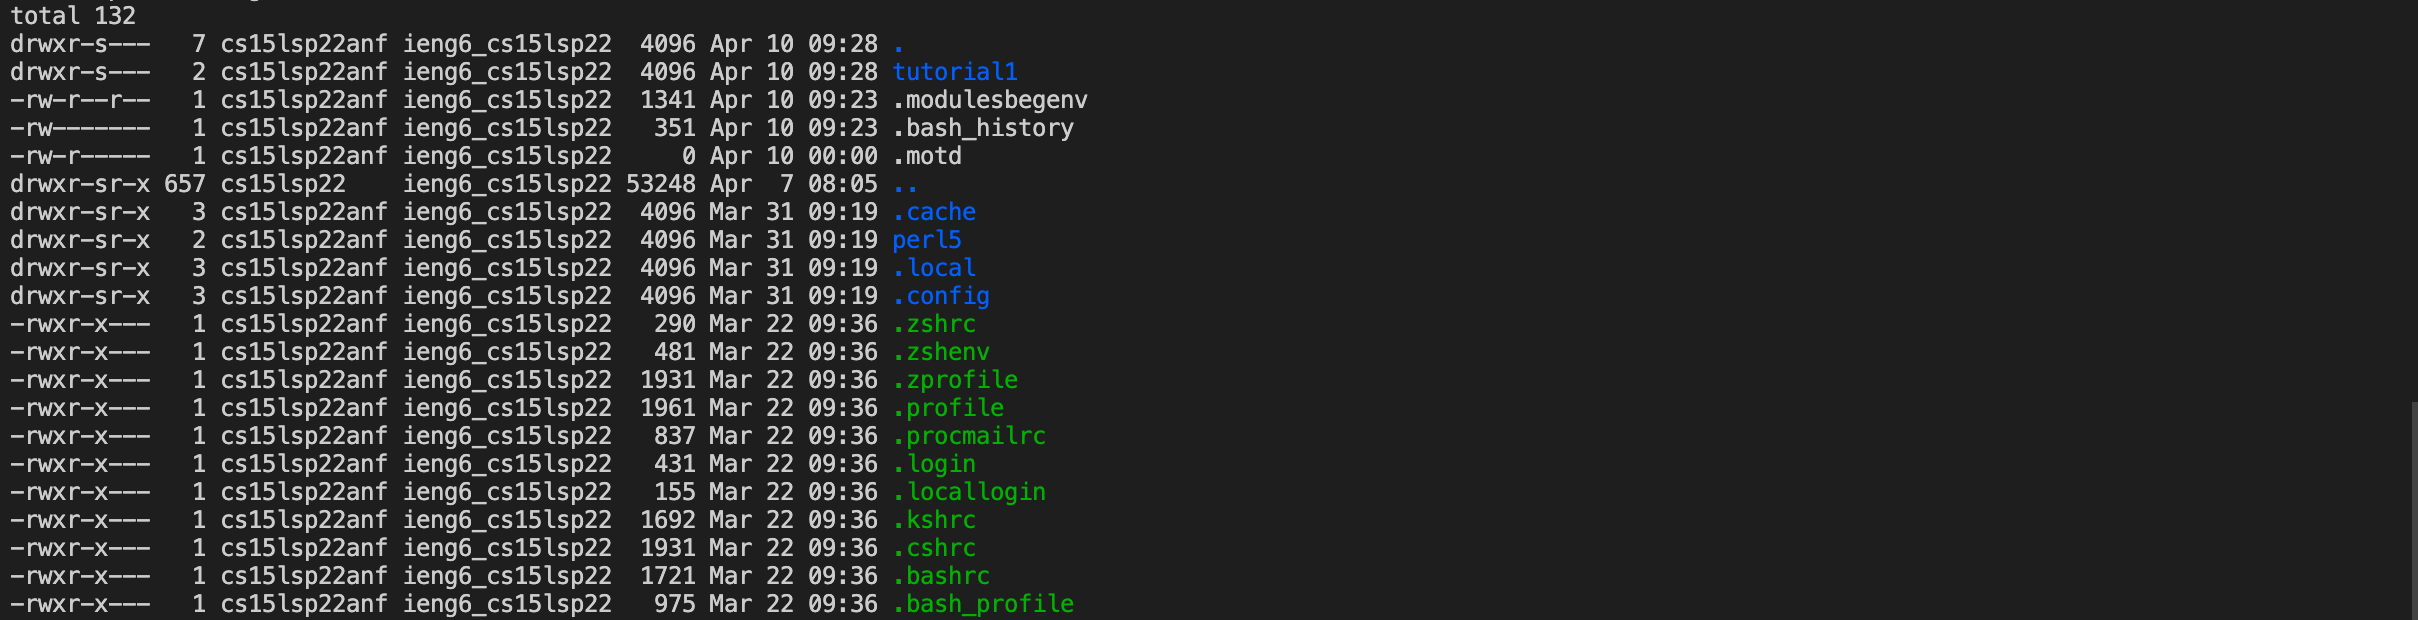 total 132
drwxr-s---   7 cs15lsp22anf ieng6_cs15lsp22  4096 Apr 10 09:28 .
drwxr-s---   2 cs15lsp22anf ieng6_cs15lsp22  4096 Apr 10 09:28 tutorial1
-rw-r--r--   1 cs15lsp22anf ieng6_cs15lsp22  1341 Apr 10 09:23 .modulesbegenv
-rw-------   1 cs15lsp22anf ieng6_cs15lsp22   351 Apr 10 09:23 .bash_history
-rw-r-----   1 cs15lsp22anf ieng6_cs15lsp22     0 Apr 10 00:00 .motd
drwxr-sr-x 657 cs15lsp22    ieng6_cs15lsp22 53248 Apr  7 08:05 ..
drwxr-sr-x   3 cs15lsp22anf ieng6_cs15lsp22  4096 Mar 31 09:19 .cache
drwxr-sr-x   2 cs15lsp22anf ieng6_cs15lsp22  4096 Mar 31 09:19 perl5
drwxr-sr-x   3 cs15lsp22anf ieng6_cs15lsp22  4096 Mar 31 09:19 .local
drwxr-sr-x   3 cs15lsp22anf ieng6_cs15lsp22  4096 Mar 31 09:19 .config
-rwxr-x---   1 cs15lsp22anf ieng6_cs15lsp22   290 Mar 22 09:36 .zshrc
-rwxr-x---   1 cs15lsp22anf ieng6_cs15lsp22   481 Mar 22 09:36 .zshenv
-rwxr-x---   1 cs15lsp22anf ieng6_cs15lsp22  1931 Mar 22 09:36 .zprofile
-rwxr-x---   1 cs15lsp22anf ieng6_cs15lsp22  1961 Mar 22 09:36 .profile
-rwxr-x---   1 cs15lsp22anf ieng6_cs15lsp22   837 Mar 22 09:36 .procmailrc
-rwxr-x---   1 cs15lsp22anf ieng6_cs15lsp22   431 Mar 22 09:36 .login
-rwxr-x---   1 cs15lsp22anf ieng6_cs15lsp22   155 Mar 22 09:36 .locallogin
-rwxr-x---   1 cs15lsp22anf ieng6_cs15lsp22  1692 Mar 22 09:36 .kshrc
-rwxr-x---   1 cs15lsp22anf ieng6_cs15lsp22  1931 Mar 22 09:36 .cshrc
-rwxr-x---   1 cs15lsp22anf ieng6_cs15lsp22  1721 Mar 22 09:36 .bashrc
-rwxr-x---   1 cs15lsp22anf ieng6_cs15lsp22   975 Mar 22 09:36 .bash_profile